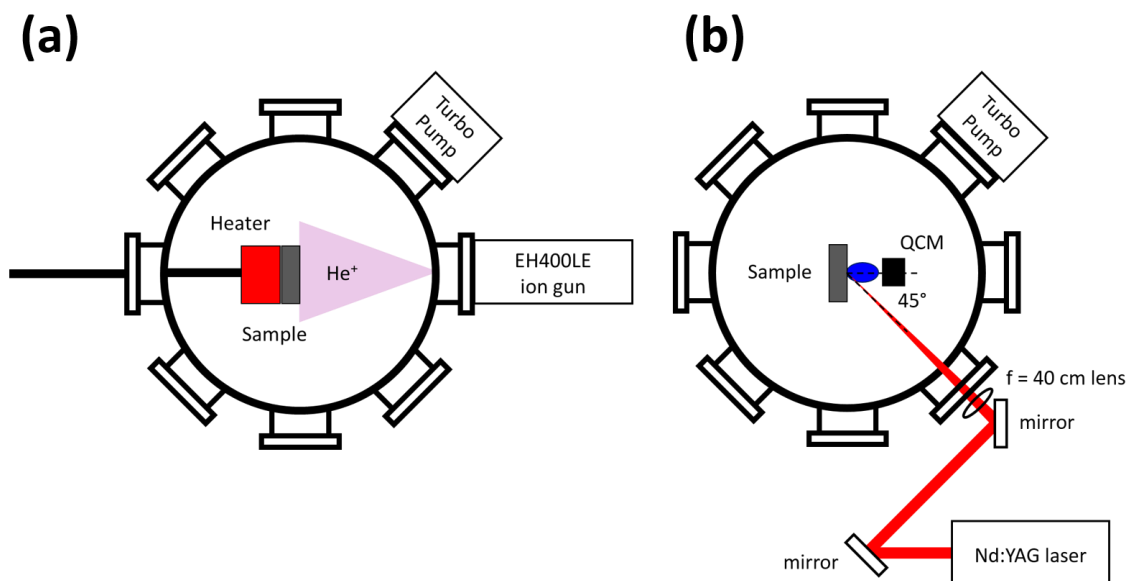 (a)
Turbo
Pump
Heater
He⁺
EH400LE
ion gun
Sample
(b)
Turbo
Pump
QCM
Sample
45°
f = 40 cm lens
mirror
mirror
Nd:YAG laser